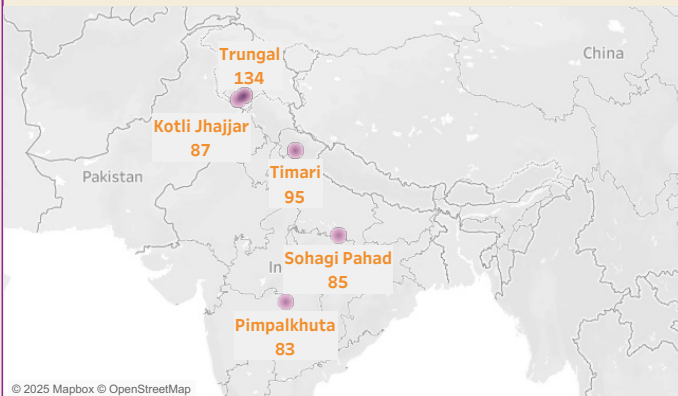 China
Trungal
134
Kotli Jhajjar
87
Pakistan
Timari
95
Sohagi Pahad
In
85
Pimpalkhuta
83
© 2025 Mapbox © OpenStreetMap